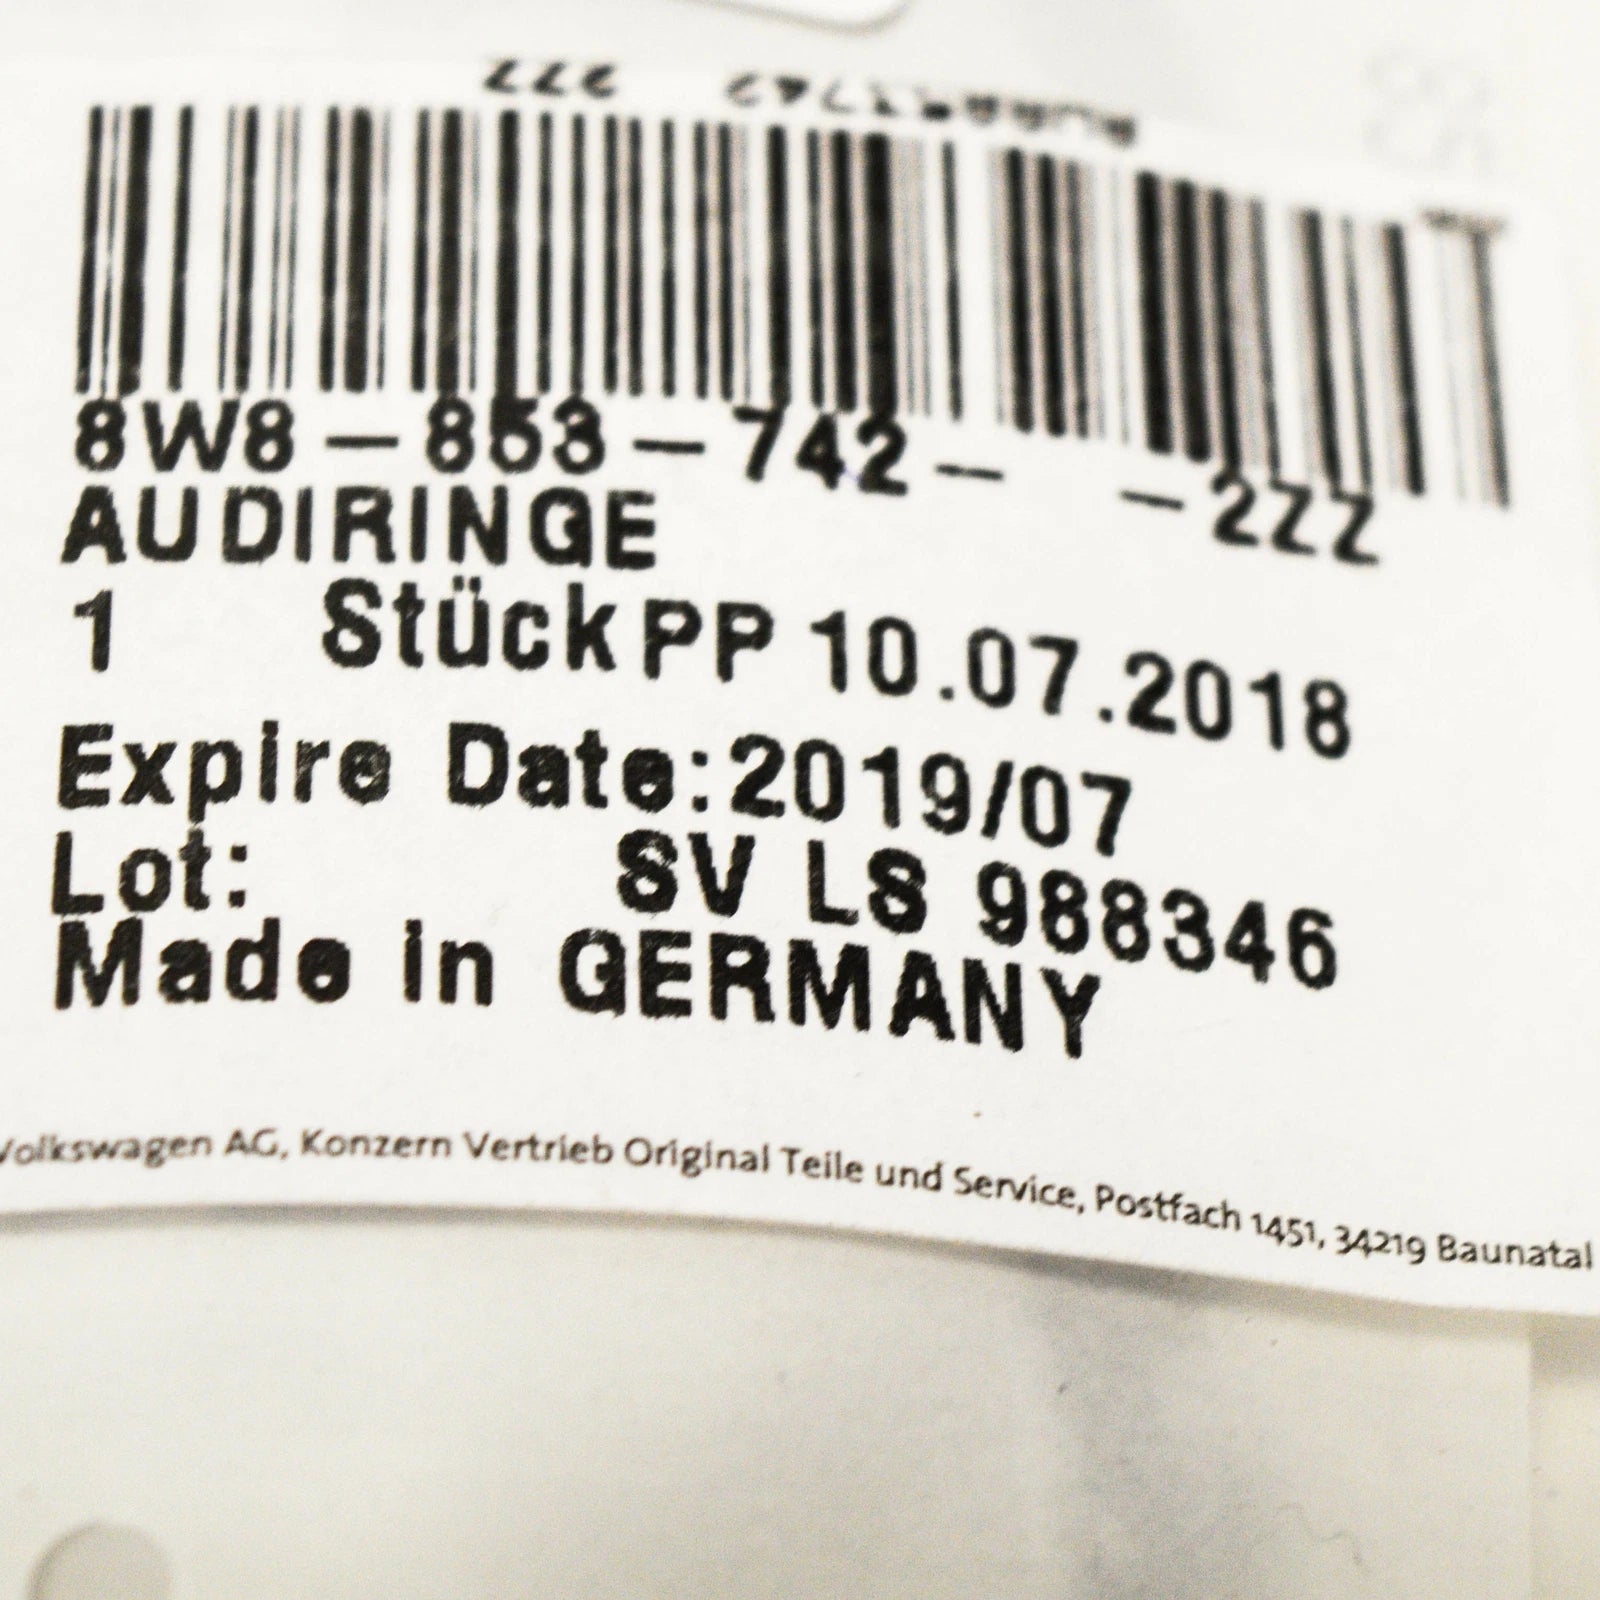 8W8-853-742- -2ZZ
AUDIRINGE
1 Stück PP 10.07.2018
Expire Date:2019/07
Lot: SV LS 988346
Made in GERMANY
Volkswagen AG, Konzern Vertrieb Original Teile und Service, Postfach 1451, 34219 Baunatal